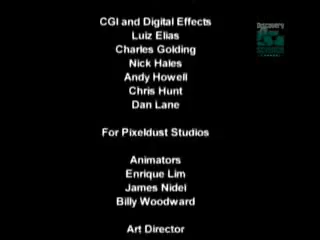 CGI and Digital Effects
Luiz Elias
Charles Golding
Nick Hales
Andy Howell
Chris Hunt
Dan Lane
For Pixeldust Studios
Animators
Enrique Lim
James Nidel
Billy Woodward
Art Director
Discovery